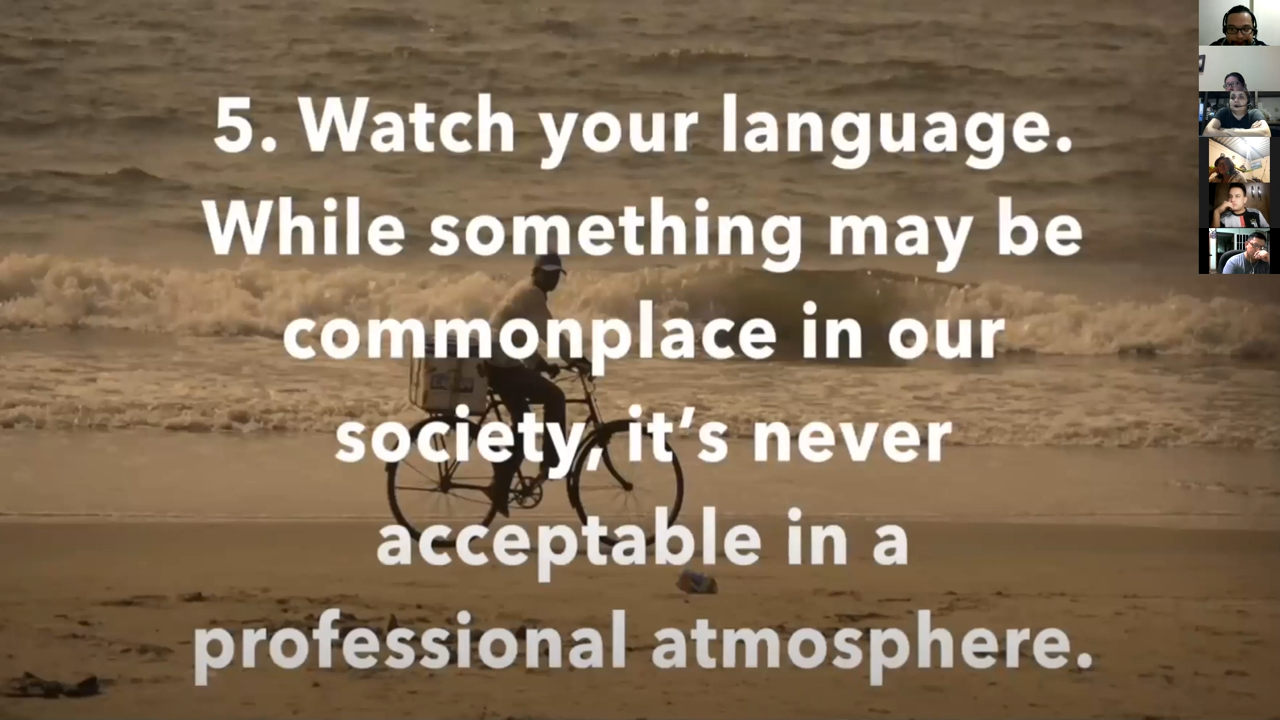 5. Watch your language.
While something may be
commonplace in our
society, it’s never
acceptable in a
professional atmosphere.